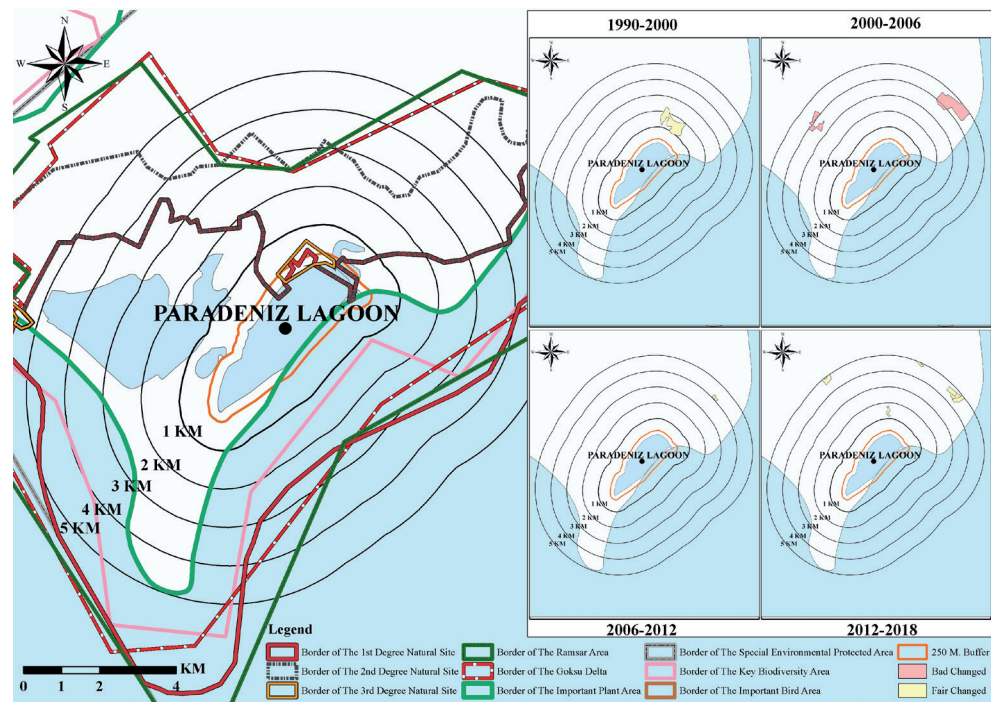 N
W E
S
PARADENIZ LAGOON
1 KM
2 KM
3 KM
4 KM
5 KM
KM
0 1 2 4
1990-2000
N
W E
S
PARADENIZ LAGOON
1 KM
2 KM
3 KM
4 KM
5 KM
2000-2006
N
W E
S
PARADENIZ LAGOON
1 KM
2 KM
3 KM
4 KM
5 KM
N
W E
S
PARADENIZ LAGOON
1 KM
2 KM
3 KM
4 KM
5 KM
2006-2012
N
W E
S
PARADENIZ LAGOON
1 KM
2 KM
3 KM
4 KM
5 KM
2012-2018
Legend
Border of The 1st Degree Natural Site
Border of The 2nd Degree Natural Site
Border of The 3rd Degree Natural Site
Border of The Ramsar Area
Border of The Goksu Delta
Border of The Important Plant Area
Border of The Special Environmental Protected Area
Border of The Key Biodiversity Area
Border of The Important Bird Area
250 M. Buffer
Bad Changed
Fair Changed